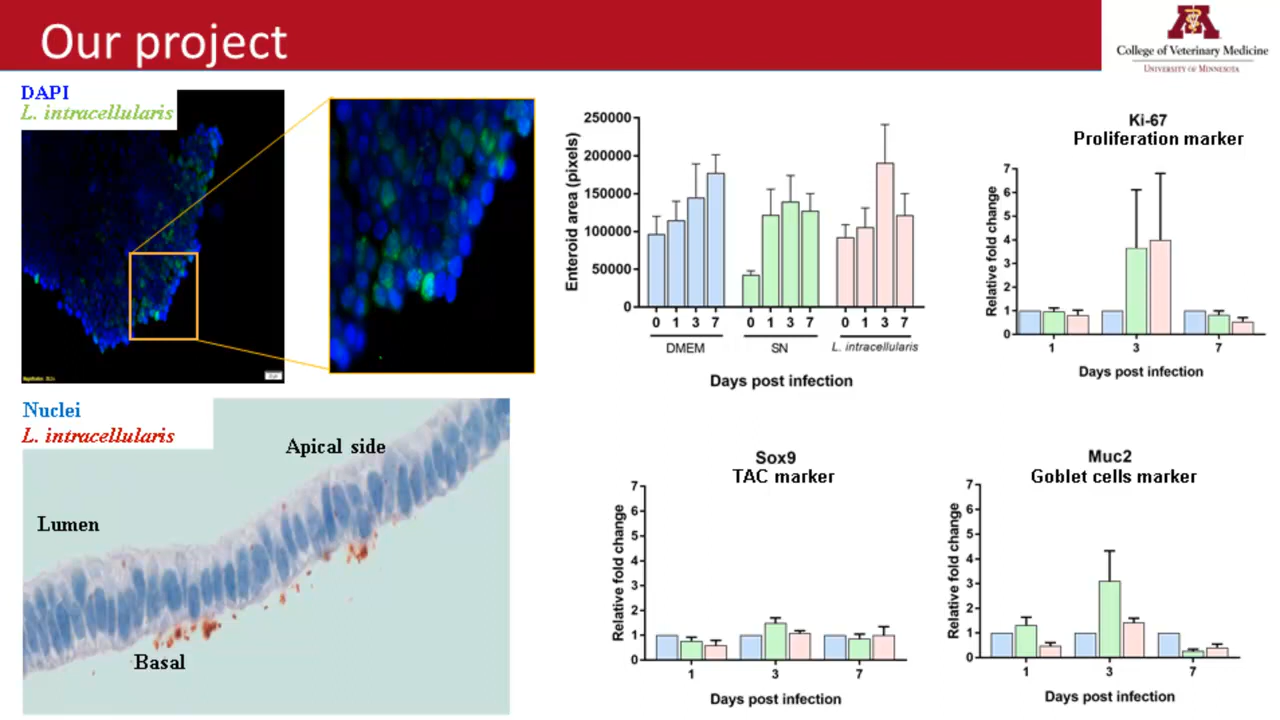 Our project
College of Veterinary Medicine
UNIVERSITY OF MINNESOTA
DAPI
L. intracellularis
Nuclei
L. intracellularis
Apical side
Lumen
Basal
Enteroid area (pixels)
250000
200000
150000
100000
50000
0
0 1 3 7 0 1 3 7 0 1 3 7
DMEM SN L. intracellularis
Days post infection
Ki-67
Proliferation marker
Relative fold change
7
6
5
4
3
2
1
0
1 3 7
Days post infection
Sox9
TAC marker
Relative fold change
7
6
5
4
3
2
1
0
1 3 7
Days post infection
Muc2
Goblet cells marker
Relative fold change
7
6
5
4
3
2
1
0
1 3 7
Days post infection